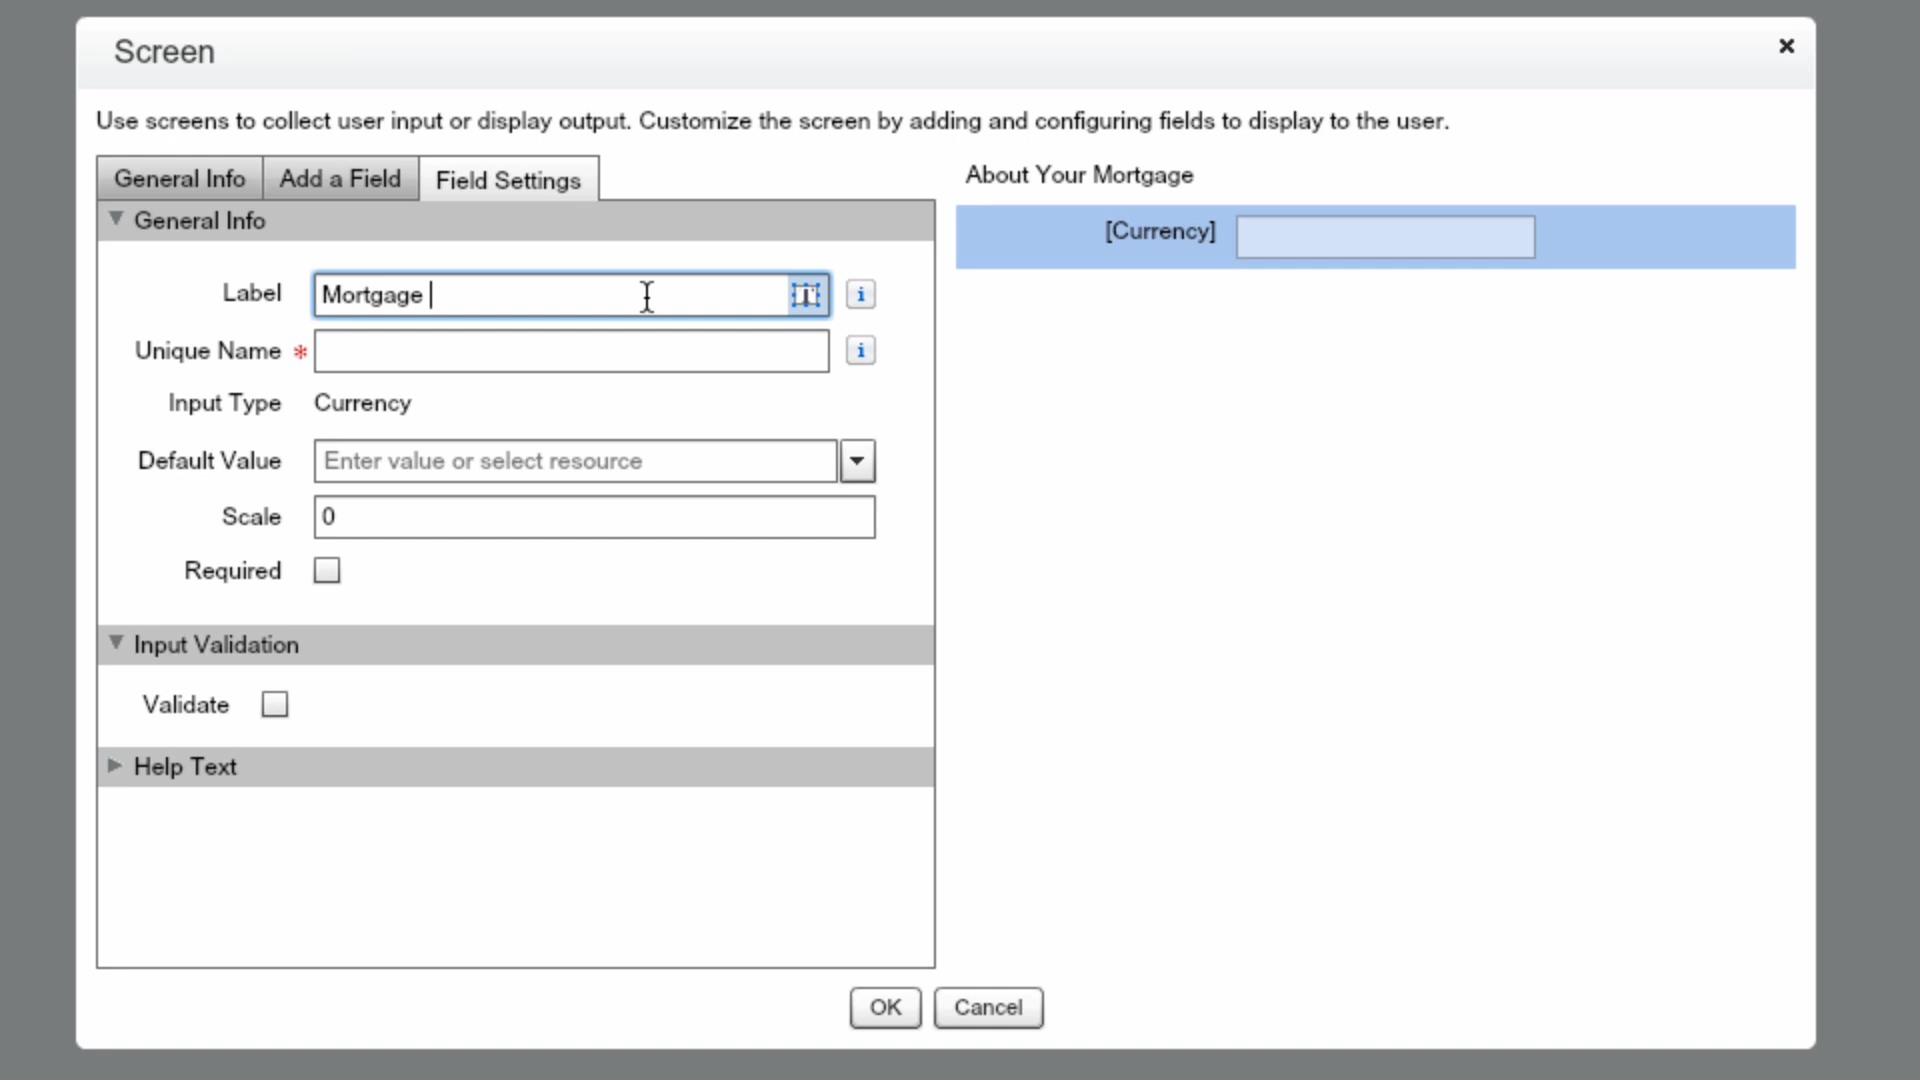 Screen
Use screens to collect user input or display output. Customize the screen by adding and configuring fields to display to the user.
General Info
Add a Field
Field Settings
General Info
Label
Mortgage
Unique Name *
Input Type
Currency
Default Value
Enter value or select resource
Scale
0
Required
Input Validation
Validate
Help Text
About Your Mortgage
[Currency]
OK
Cancel